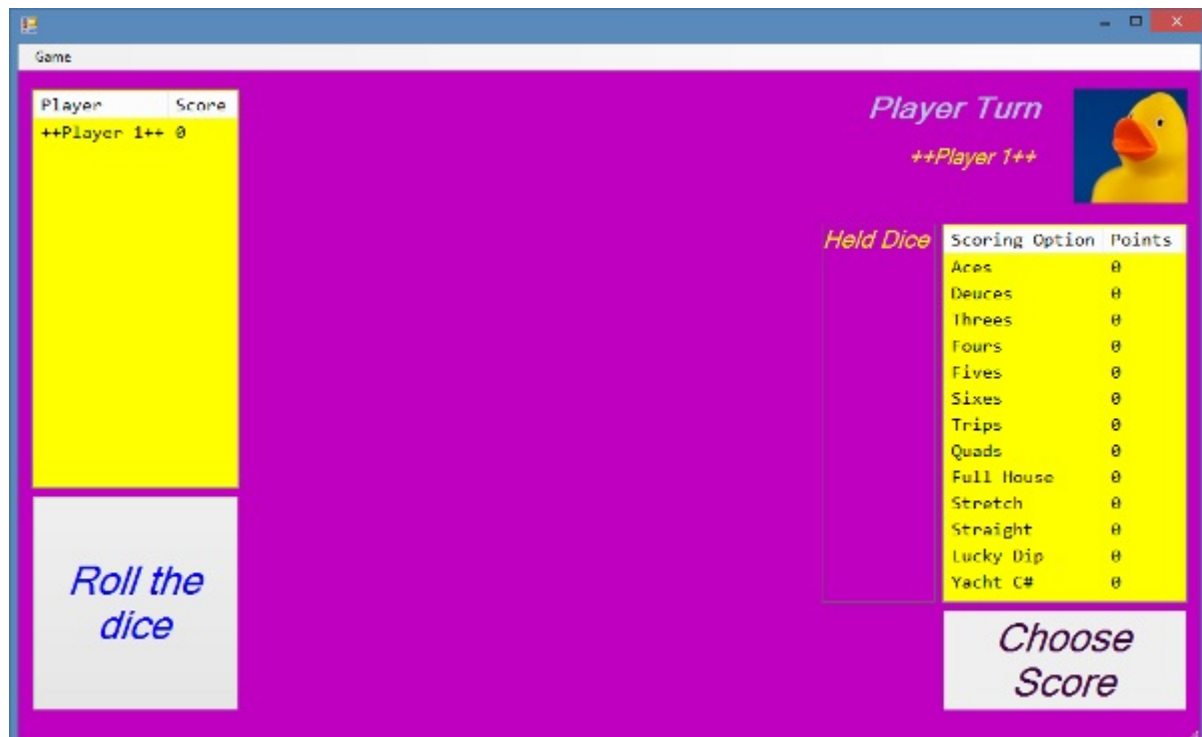 Game
Player Score
++Player 1++ 0
Roll the
dice
Player Turn
++Player 1++
Held Dice
Scoring Option Points
Aces 0
Deuces 0
Threes 0
Fours 0
Fives 0
Sixes 0
Trips 0
Quads 0
Full House 0
Stretch 0
Straight 0
Lucky Dip 0
Yacht C# 0
Choose
Score